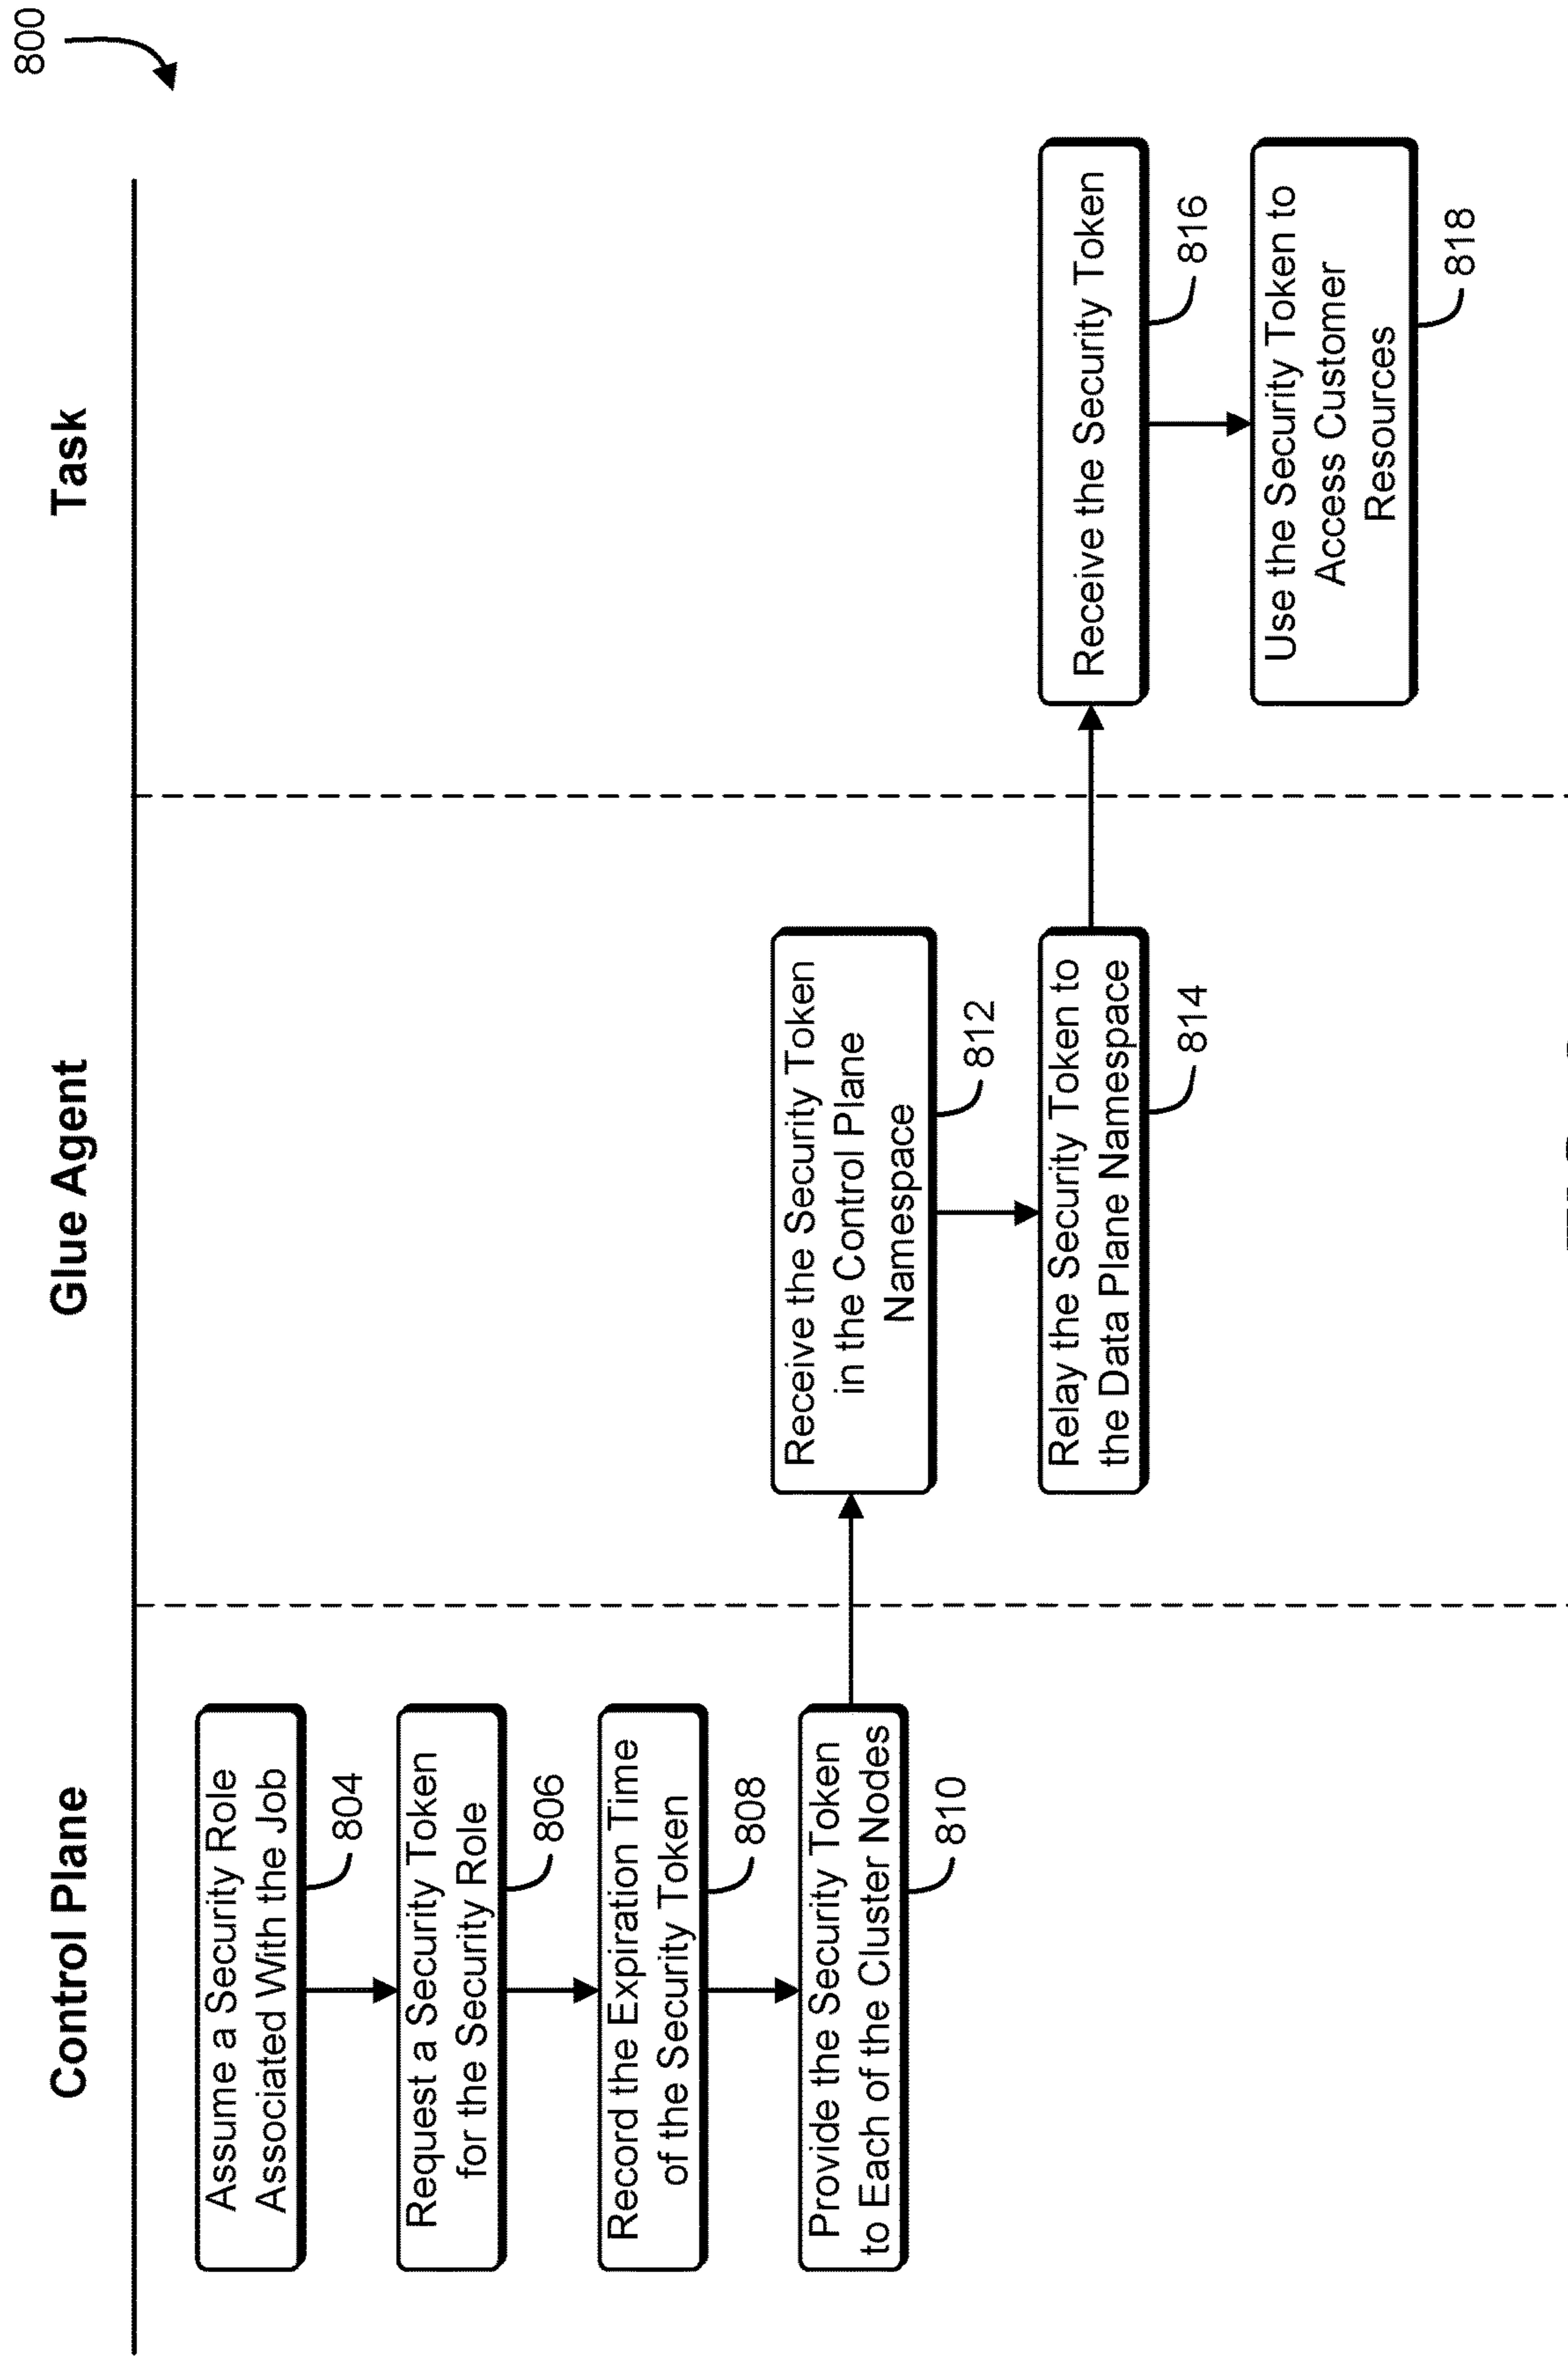 800
Control Plane
Glue Agent
Task
Assume a Security Role
Associated With the Job
804
Request a Security Token
for the Security Role
806
Record the Expiration Time
of the Security Token
808
Provide the Security Token
to Each of the Cluster Nodes
810
Receive the Security Token
in the Control Plane
Namespace
812
Relay the Security Token to
the Data Plane Namespace
814
Receive the Security Token
816
Use the Security Token to
Access Customer
Resources
818